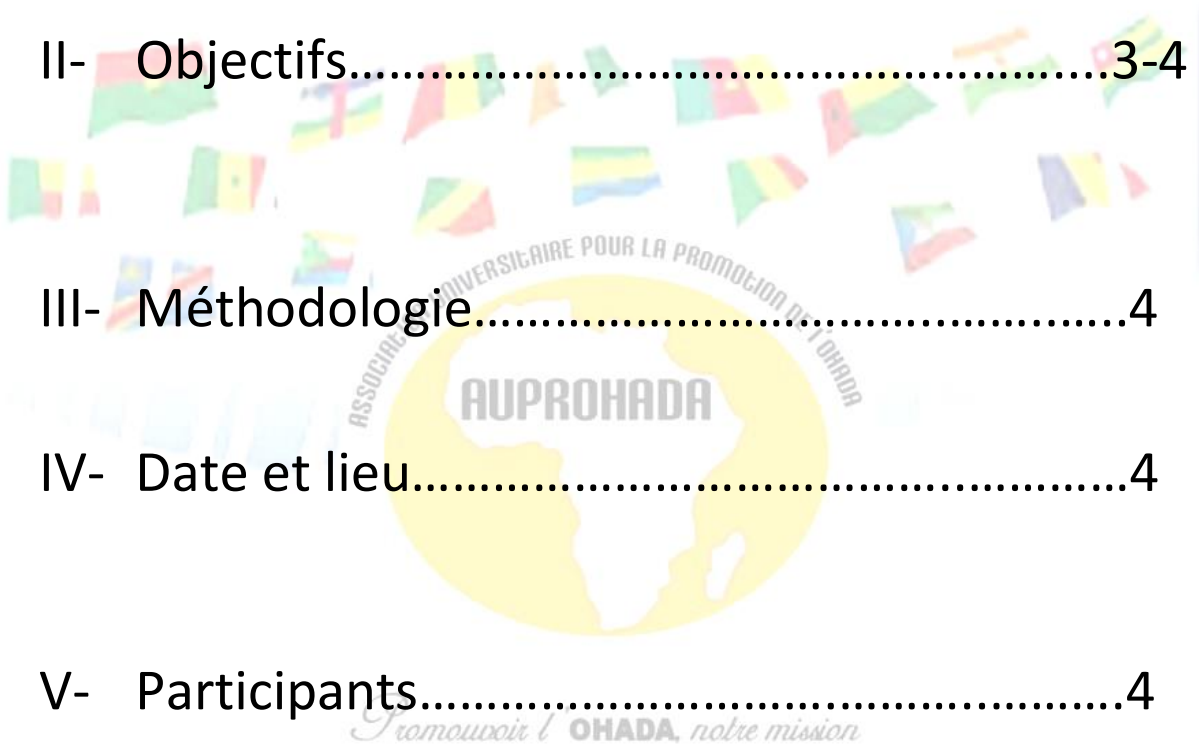 II- Objectifs……………….…………………………….....3-4
ASSOCIATION UNIVERSITAIRE POUR LA PROMOTION DE l'OHADA
III- Méthodologie……………………………..……..…..4
AUPROHADA
IV- Date et lieu…………………………………..…………4
V- Participants………………………….………..……….4
Promouvoir l' OHADA, notre mission